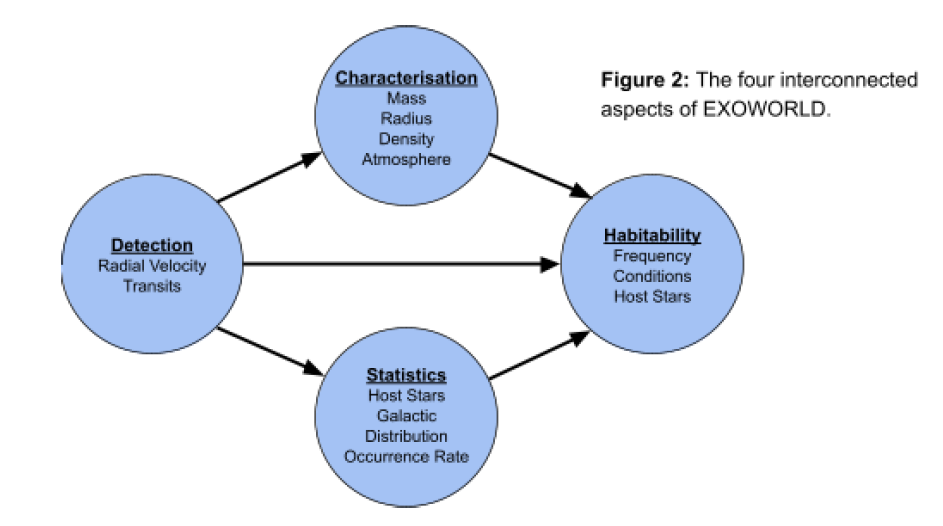 Characterisation
Mass
Radius
Density
Atmosphere
Figure 2: The four interconnected
aspects of EXOWORLD.
Detection
Radial Velocity
Transits
Habitability
Frequency
Conditions
Host Stars
Statistics
Host Stars
Galactic
Distribution
Occurrence Rate